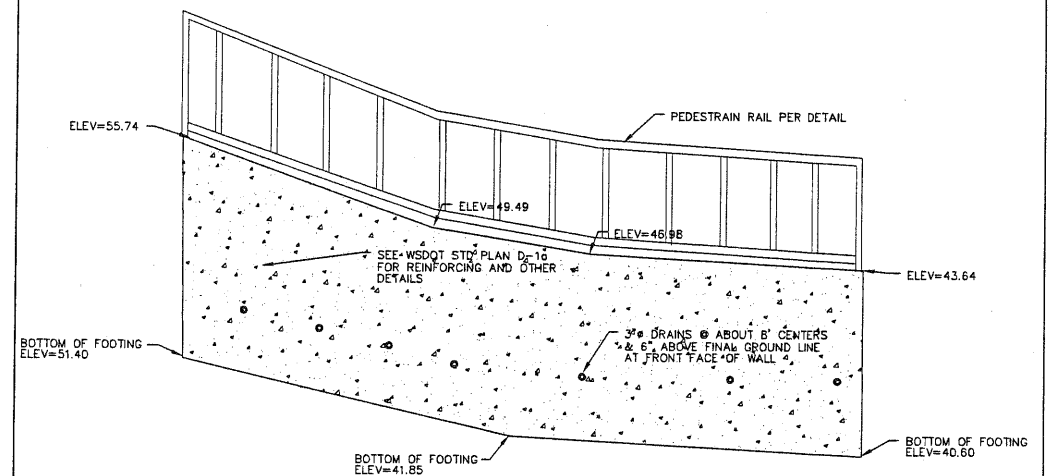 PEDESTRAIN RAIL PER DETAIL
ELEV=55.74
ELEV=49.49
ELEV=46.98
SEE WSDOT STD PLAN D-1a
FOR REINFORCING AND OTHER
DETAILS
ELEV=43.64
3"ø DRAINS @ ABOUT 8' CENTERS
& 6" ABOVE FINAL GROUND LINE
AT FRONT FACE OF WALL
BOTTOM OF FOOTING
ELEV=51.40
BOTTOM OF FOOTING
ELEV=41.85
BOTTOM OF FOOTING
ELEV=40.60